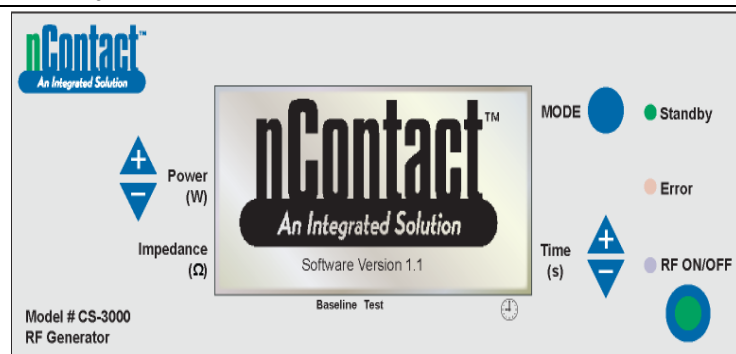 nContact™
An Integrated Solution
+
−
Power
(W)
Impedance
(Ω)
Model # CS-3000
RF Generator
nContact™
An Integrated Solution
Software Version 1.1
Baseline Test
MODE
Time
(s)
+
−
Standby
Error
RF ON/OFF